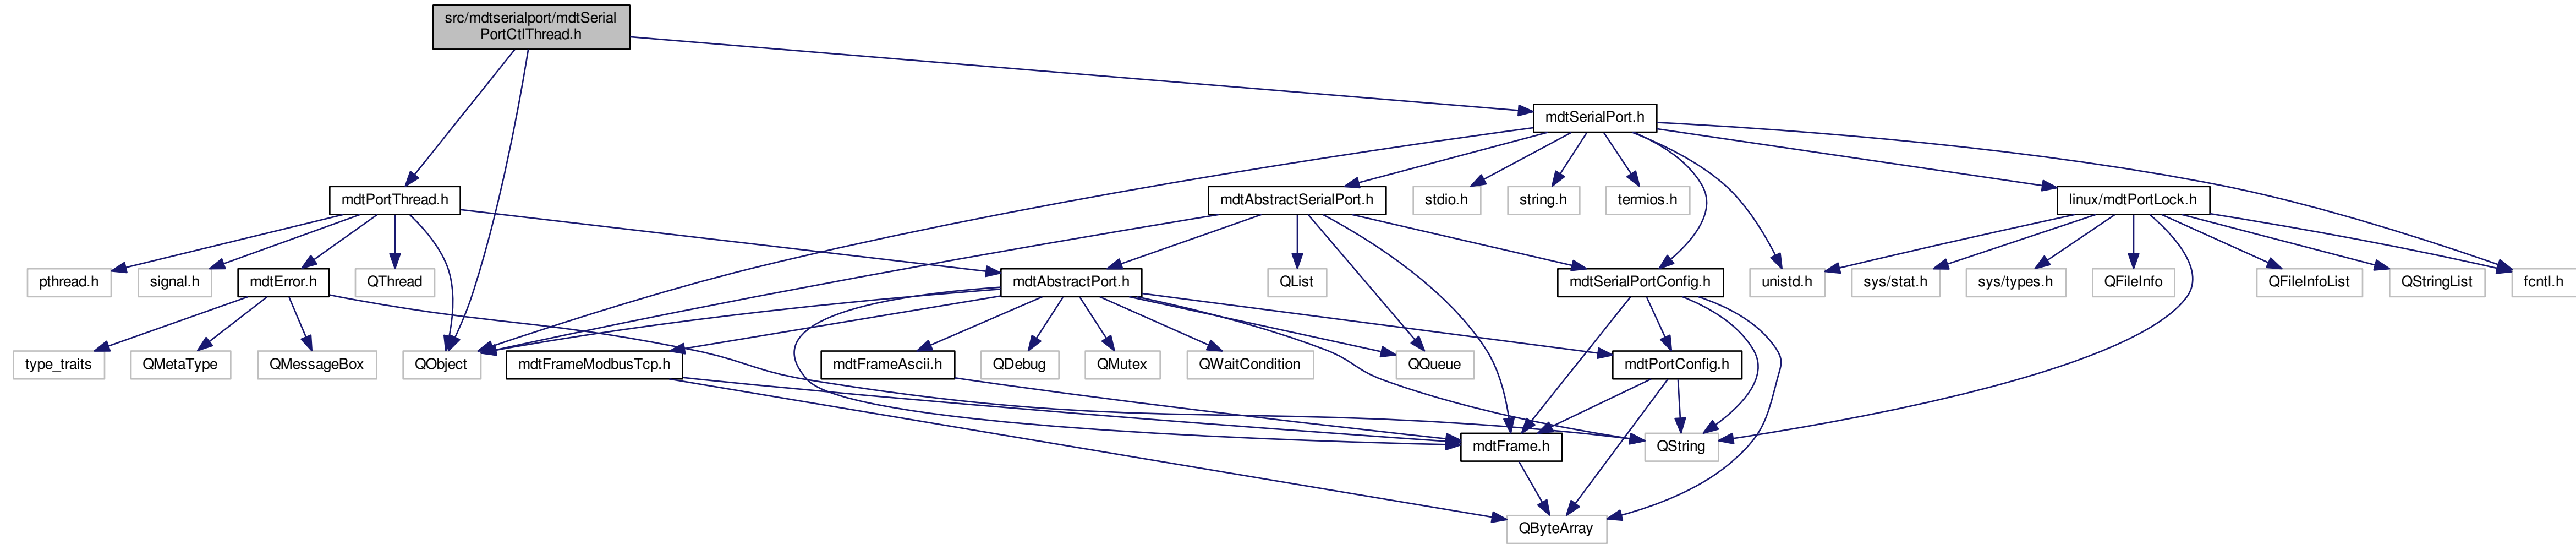 src/mdtserialport/mdtSerial
PortCtlThread.h
mdtSerialPort.h
mdtPortThread.h
mdtAbstractSerialPort.h
stdio.h
string.h
termios.h
linux/mdtPortLock.h
pthread.h
signal.h
mdtError.h
QThread
mdtAbstractPort.h
QList
mdtSerialPortConfig.h
unistd.h
sys/stat.h
sys/types.h
QFileInfo
QFileInfoList
QStringList
fcntl.h
type_traits
QMetaType
QMessageBox
QObject
mdtFrameModbusTcp.h
mdtFrameAscii.h
QDebug
QMutex
QWaitCondition
QQueue
mdtPortConfig.h
mdtFrame.h
QString
QByteArray